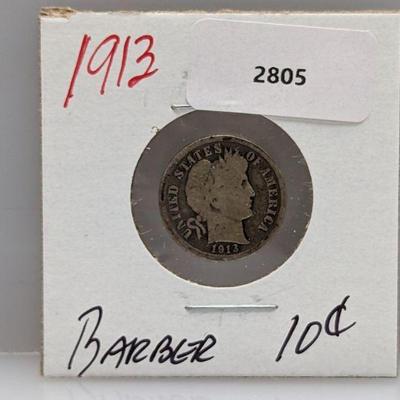 1913
2805
UNITED STATES OF AMERICA
1913
BARBER 10¢